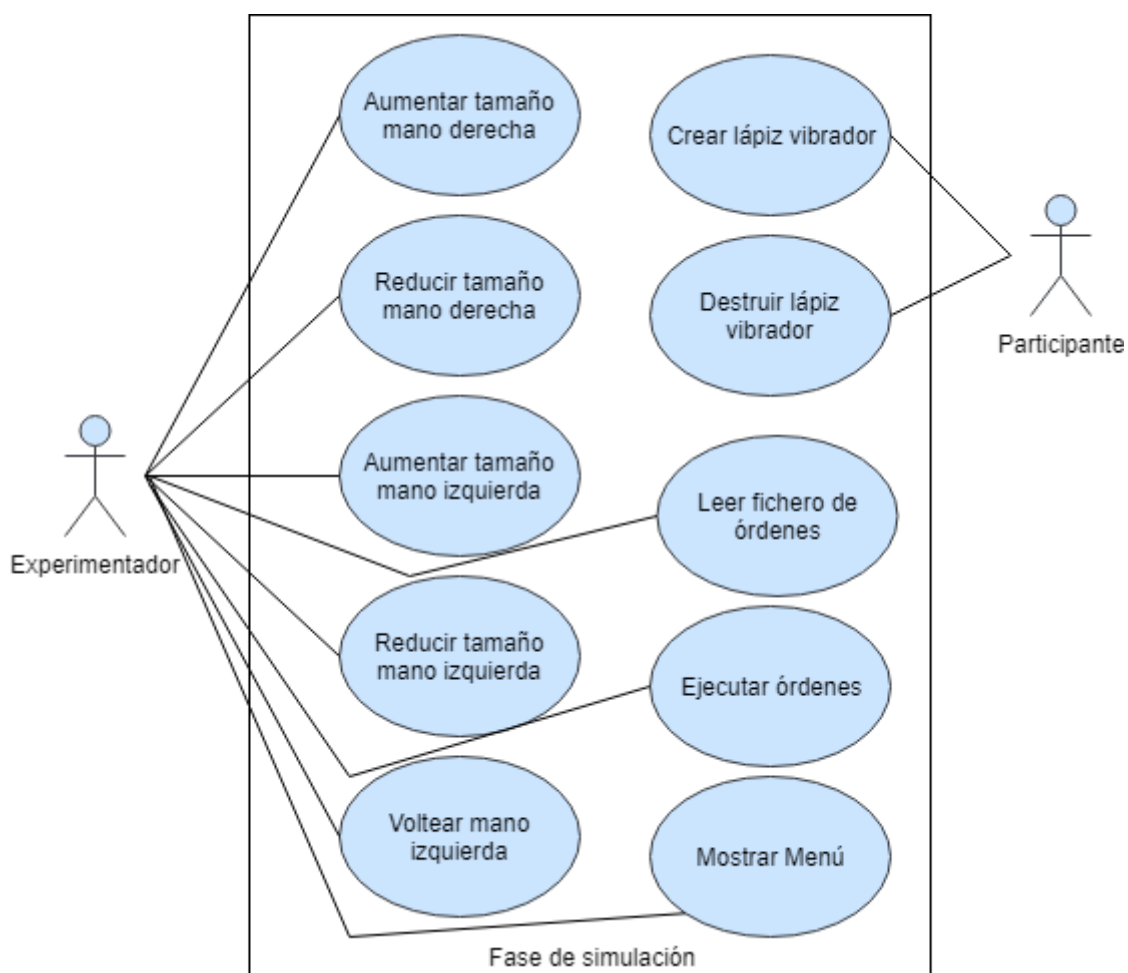 Aumentar tamaño
mano derecha
Crear lápiz vibrador
Reducir tamaño
mano derecha
Destruir lápiz
vibrador
Participante
Aumentar tamaño
mano izquierda
Leer fichero de
órdenes
Experimentador
Reducir tamaño
mano izquierda
Ejecutar órdenes
Voltear mano
izquierda
Mostrar Menú
Fase de simulación